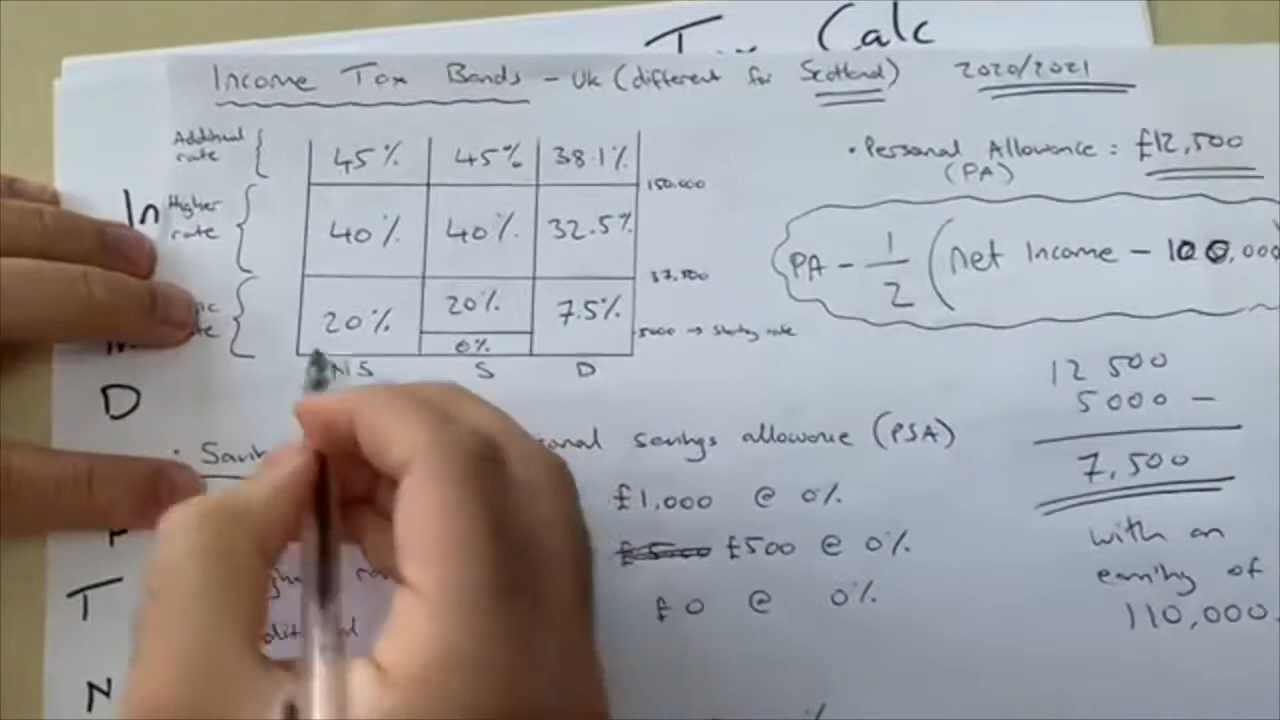 Calc
Income Tax Bands - UK (different for Scotland) 2020/2021
Additional rate
45% 45% 38.1%
150,000
Higher rate
40% 40% 32.5%
37,500
20% 20% 7.5%
0%
5000 → Starting rate
NS S D
• Personal Allowance : £12,500
(PA)
PA - 1/2 (net Income - 100,000
12 500
5000 -
7,500
with an
earning of
110,000.
savings allowance (PSA)
£1,000 @ 0%
£500 @ 0%
£0 @ 0%
In
D
T
N